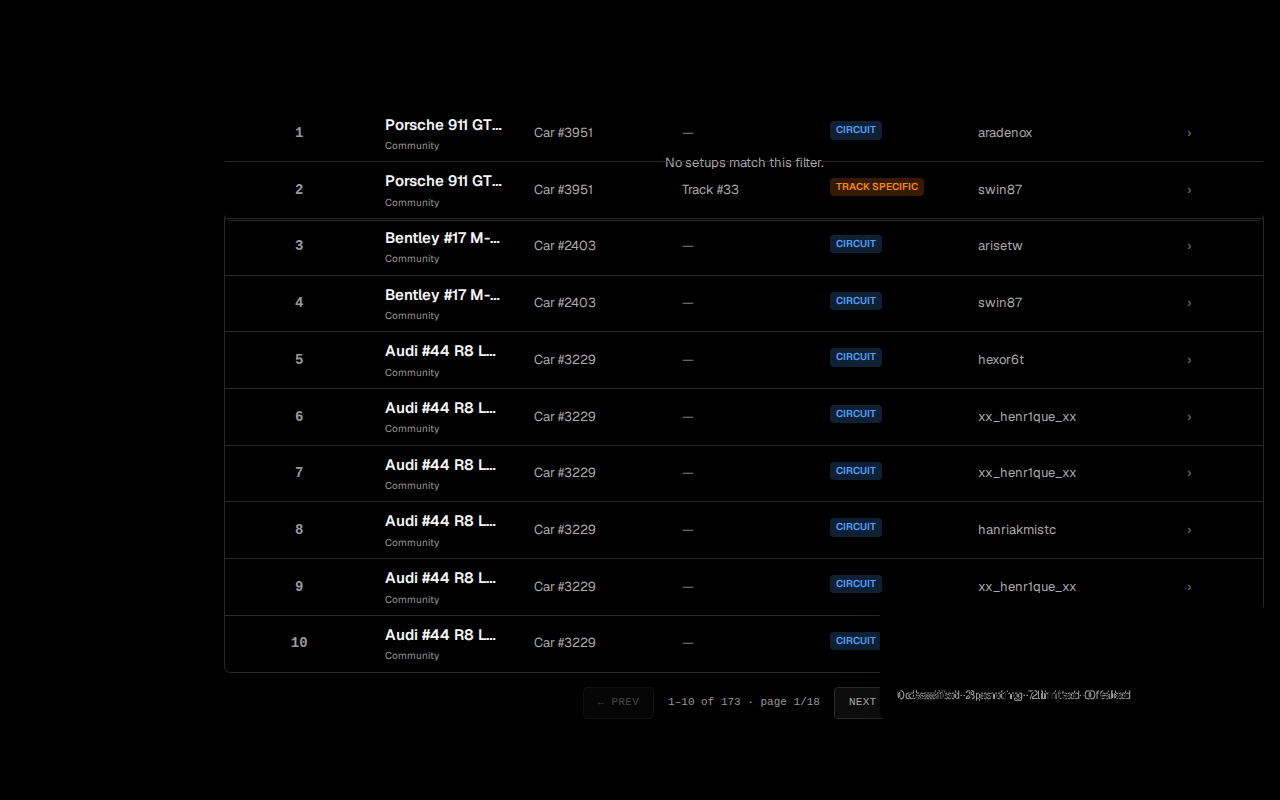 1 Porsche 911 GT... Car #3951 — CIRCUIT aradenox ›
Community
No setups match this filter.
2 Porsche 911 GT... Car #3951 Track #33 TRACK SPECIFIC swin87 ›
Community
3 Bentley #17 M-... Car #2403 — CIRCUIT arisetw ›
Community
4 Bentley #17 M-... Car #2403 — CIRCUIT swin87 ›
Community
5 Audi #44 R8 L... Car #3229 — CIRCUIT hexor6t ›
Community
6 Audi #44 R8 L... Car #3229 — CIRCUIT xx_henr1que_xx ›
Community
7 Audi #44 R8 L... Car #3229 — CIRCUIT xx_henr1que_xx ›
Community
8 Audi #44 R8 L... Car #3229 — CIRCUIT hanriakmistc ›
Community
9 Audi #44 R8 L... Car #3229 — CIRCUIT xx_henr1que_xx ›
Community
10 Audi #44 R8 L... Car #3229 — CIRCUIT
Community
← PREV 1–10 of 173 · page 1/18 NEXT